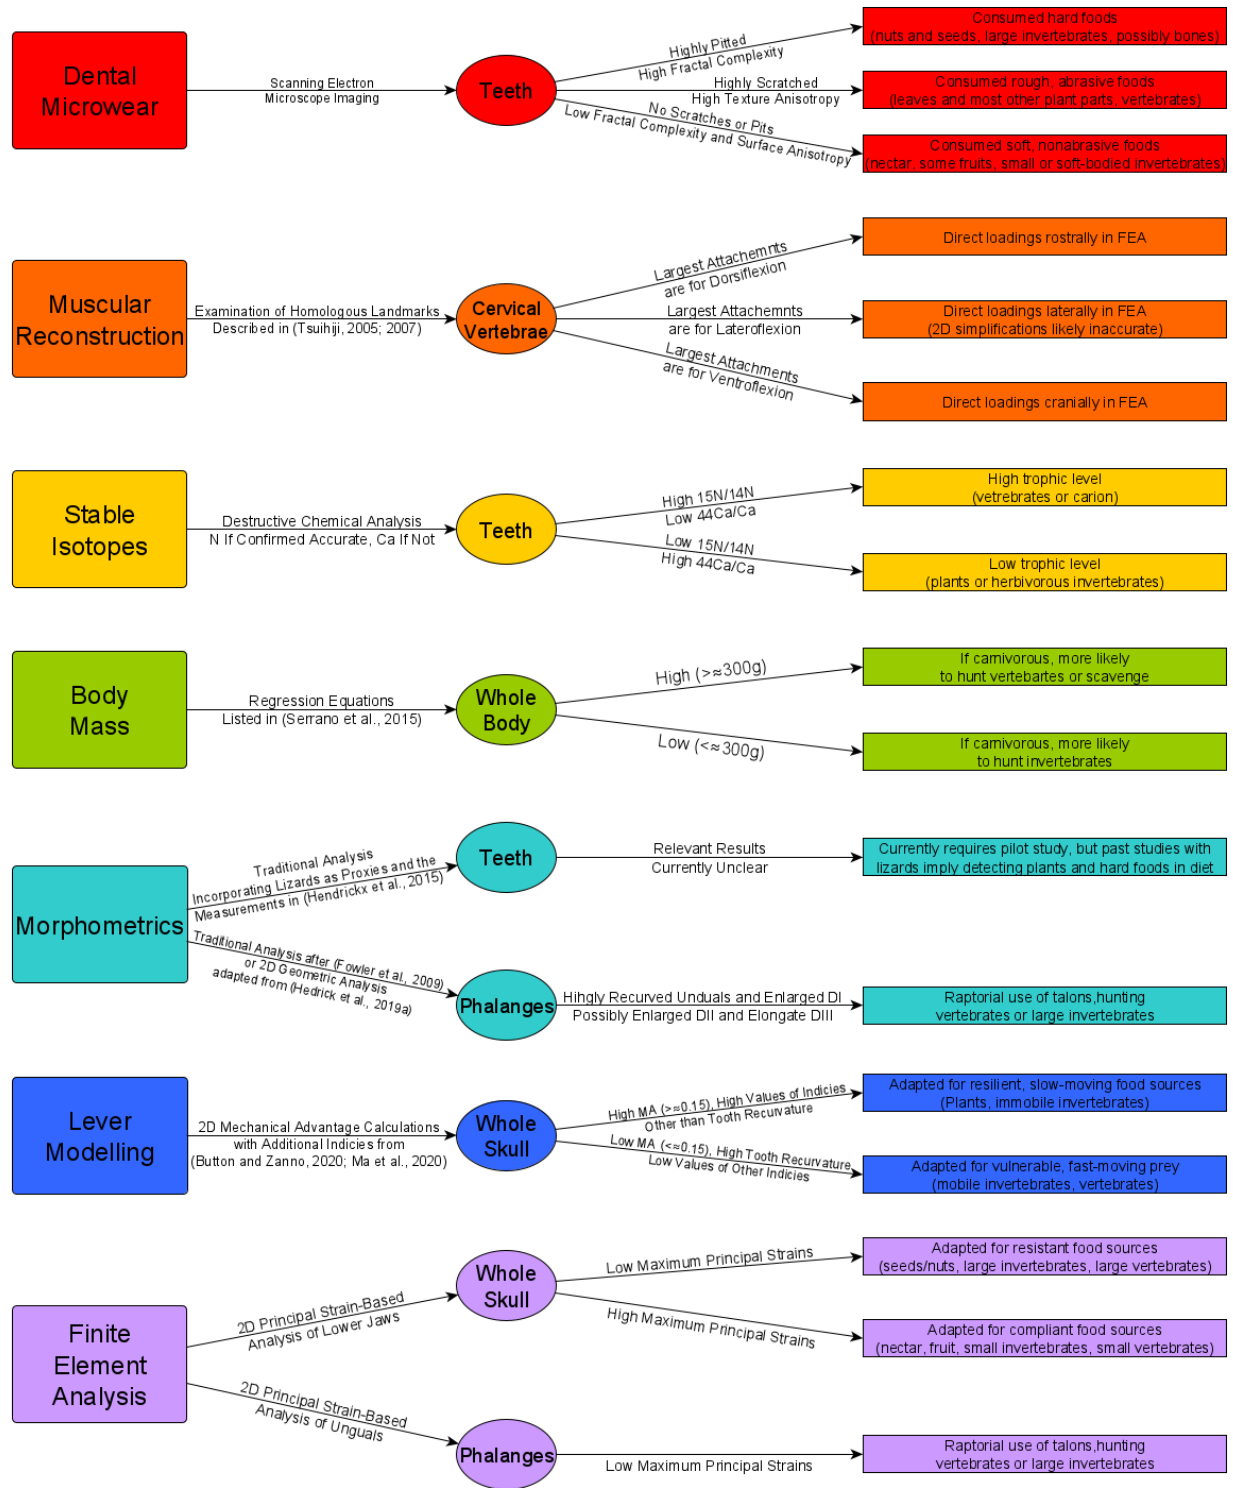 Dental
Microwear
Scanning Electron
Microscope Imaging
Teeth
Highly Pitted
High Fractal Complexity
Consumed hard foods
(nuts and seeds, large invertebrates, possibly bones)
Highly Scratched
High Texture Anisotropy
Consumed rough, abrasive foods
(leaves and most other plant parts, vertebrates)
No Scratches or Pits
Low Fractal Complexity and Surface Anisotropy
Consumed soft, nonabrasive foods
(nectar, some fruits, small or soft-bodied invertebrates)
Muscular
Reconstruction
Examination of Homologous Landmarks
Described in (Tsuihiji, 2005; 2007)
Cervical
Vertebrae
Largest Attachemnts
are for Dorsiflexion
Direct loadings rostrally in FEA
Largest Attachemnts
are for Lateroflexion
Direct loadings laterally in FEA
(2D simplifications likely inaccurate)
Largest Attachments
are for Ventroflexion
Direct loadings cranially in FEA
Stable
Isotopes
Destructive Chemical Analysis
N If Confirmed Accurate, Ca If Not
Teeth
High 15N/14N
Low 44Ca/Ca
High trophic level
(vetrebrates or carion)
Low 15N/14N
High 44Ca/Ca
Low trophic level
(plants or herbivorous invertebrates)
Body
Mass
Regression Equations
Listed in (Serrano et al., 2015)
Whole
Body
High (>≈300g)
If carnivorous, more likely
to hunt vertebartes or scavenge
Low (<≈300g)
If carnivorous, more likely
to hunt invertebrates
Morphometrics
Traditional Analysis
Incorporating Lizards as Proxies and the
Measurements in (Hendrickx et al., 2015)
Teeth
Relevant Results
Currently Unclear
Currently requires pilot study, but past studies with
lizards imply detecting plants and hard foods in diet
Traditional Analysis after (Fowler et al., 2009)
or 2D Geometric Analysis
adapted from (Hedrick et al., 2019a)
Phalanges
Hihgly Recurved Unduals and Enlarged DI
Possibly Enlarged DII and Elongate DIII
Raptorial use of talons,hunting
vertebrates or large invertebrates
Lever
Modelling
2D Mechanical Advantage Calculations
with Additional Indicies from
(Button and Zanno, 2020; Ma et al., 2020)
Whole
Skull
High MA (>≈0.15), High Values of Indicies
Other than Tooth Recurvature
Adapted for resilient, slow-moving food sources
(Plants, immobile invertebrates)
Low MA (<≈0.15), High Tooth Recurvature
Low Values of Other Indicies
Adapted for vulnerable, fast-moving prey
(mobile invertebrates, vertebrates)
Finite
Element
Analysis
2D Principal Strain-Based
Analysis of Lower Jaws
Whole
Skull
Low Maximum Principal Strains
Adapted for resistant food sources
(seeds/nuts, large invertebrates, large vertebrates)
High Maximum Principal Strains
Adapted for compliant food sources
(nectar, fruit, small invertebrates, small vertebrates)
2D Principal Strain-Based
Analysis of Unguals
Phalanges
Low Maximum Principal Strains
Raptorial use of talons,hunting
vertebrates or large invertebrates